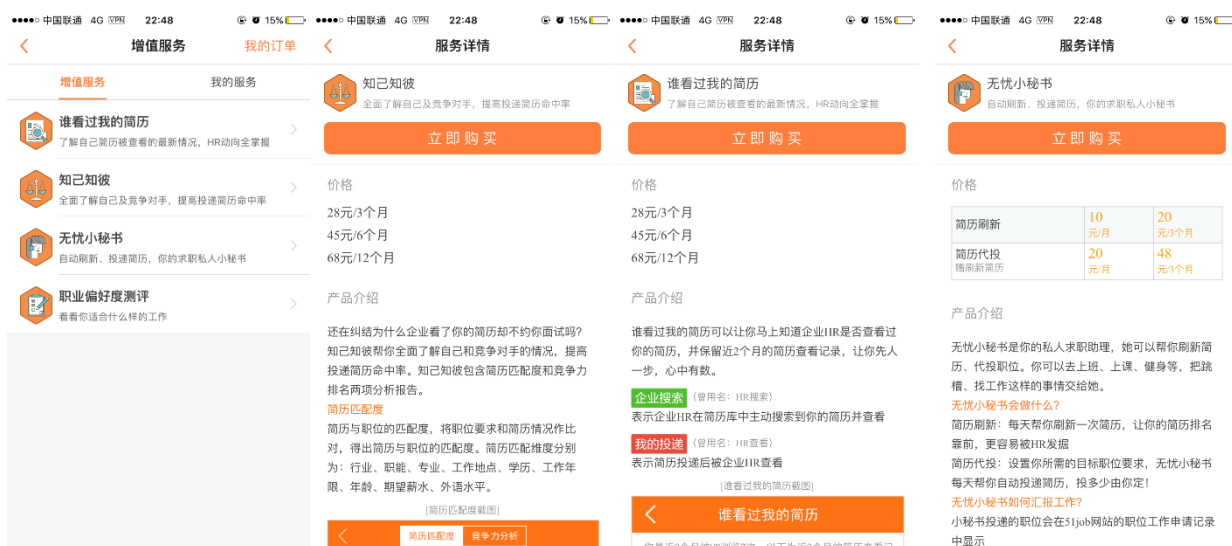 中国联通 4G VPN 22:48 15%
增值服务 我的订单
增值服务 我的服务
谁看过我的简历
了解自己简历被查看的最新情况，HR动向全掌握
知己知彼
全面了解自己及竞争对手，提高投递简历命中率
无忧小秘书
自动刷新、投递简历，你的求职私人小秘书
职业偏好度测评
看看你适合什么样的工作
中国联通 4G VPN 22:48 15%
服务详情
知己知彼
全面了解自己及竞争对手，提高投递简历命中率
立即购买
价格
28元/3个月
45元/6个月
68元/12个月
产品介绍
还在纠结为什么企业看了你的简历却不约你面试吗？
知己知彼帮你全面了解自己和竞争对手的情况，提高
投递简历命中率。知己知彼包含简历匹配度和竞争力
排名两项分析报告。
简历匹配度
简历与职位的匹配度，将职位要求和简历情况作比
对，得出简历与职位的匹配度。简历匹配维度分别
为：行业、职能、专业、工作地点、学历、工作年
限、年龄、期望薪水、外语水平。
[简历匹配度截图]
简历匹配度 竞争力分析
中国联通 4G VPN 22:48 15%
服务详情
谁看过我的简历
了解自己简历被查看的最新情况，HR动向全掌握
立即购买
价格
28元/3个月
45元/6个月
68元/12个月
产品介绍
谁看过我的简历可以让你马上知道企业HR是否查看过
你的简历，并保留近2个月的简历查看记录，让你先人
一步，心中有数。
企业搜索（曾用名：HR搜索）
表示企业HR在简历库中主动搜索到你的简历并查看
我的投递（曾用名：HR查看）
表示简历投递后被企业HR查看
[谁看过我的简历截图]
谁看过我的简历
中国联通 4G VPN 22:48 15%
服务详情
无忧小秘书
自动刷新、投递简历，你的求职私人小秘书
立即购买
价格
简历刷新 10元/月 20元/3个月
简历代投 赠刷新简历 20元/月 48元/3个月
产品介绍
无忧小秘书是你的私人求职助理，她可以帮你刷新简
历、代投职位。你可以去上班、上课、健身等，把跳
槽、找工作这样的事情交给她。
无忧小秘书会做什么？
简历刷新：每天帮你刷新一次简历，让你的简历排名
靠前，更容易被HR发掘
简历代投：设置你所需的目标职位要求，无忧小秘书
每天帮你自动投递简历，投多少由你定！
无忧小秘书如何汇报工作？
小秘书投递的职位会在51job网站的职位工作申请记录
中显示